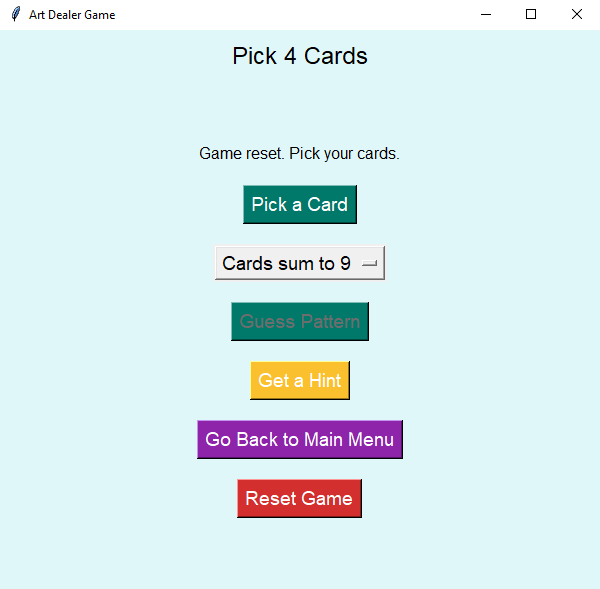 Art Dealer Game
Pick 4 Cards
Game reset. Pick your cards.
Pick a Card
Cards sum to 9
Guess Pattern
Get a Hint
Go Back to Main Menu
Reset Game